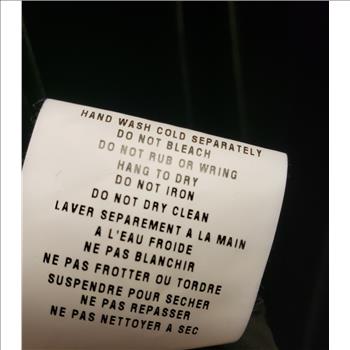 HAND WASH COLD SEPARATELY
DO NOT BLEACH
DO NOT RUB OR WRING
HANG TO DRY
DO NOT IRON
DO NOT DRY CLEAN
LAVER SEPAREMENT A LA MAIN
A L'EAU FROIDE
NE PAS BLANCHIR
NE PAS FROTTER OU TORDRE
SUSPENDRE POUR SECHER
NE PAS REPASSER
NE PAS NETTOYER A SEC